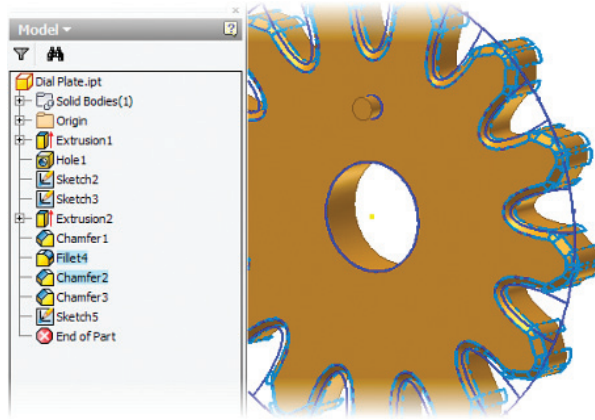 Model
Dial Plate.ipt
Solid Bodies(1)
Origin
Extrusion1
Hole1
Sketch2
Sketch3
Extrusion2
Chamfer1
Fillet4
Chamfer2
Chamfer3
Sketch5
End of Part